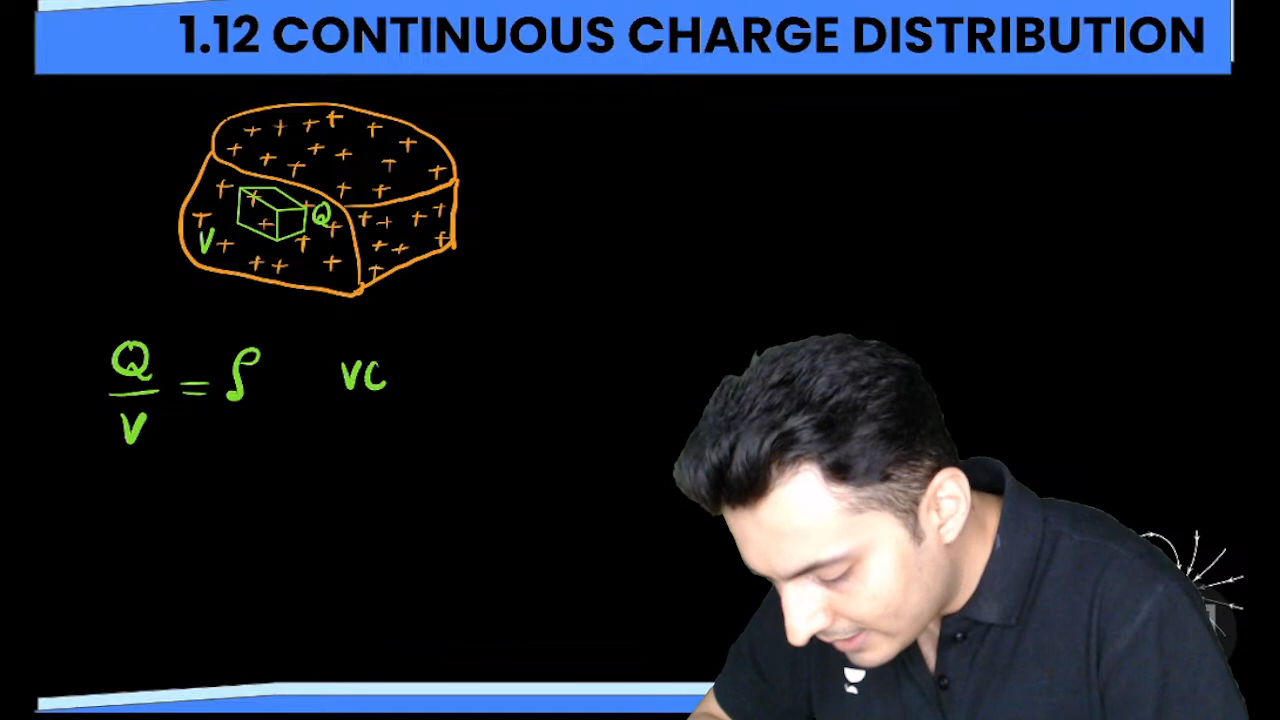 1.12 CONTINUOUS CHARGE DISTRIBUTION
Q
V
Q
V
= ρ
VC